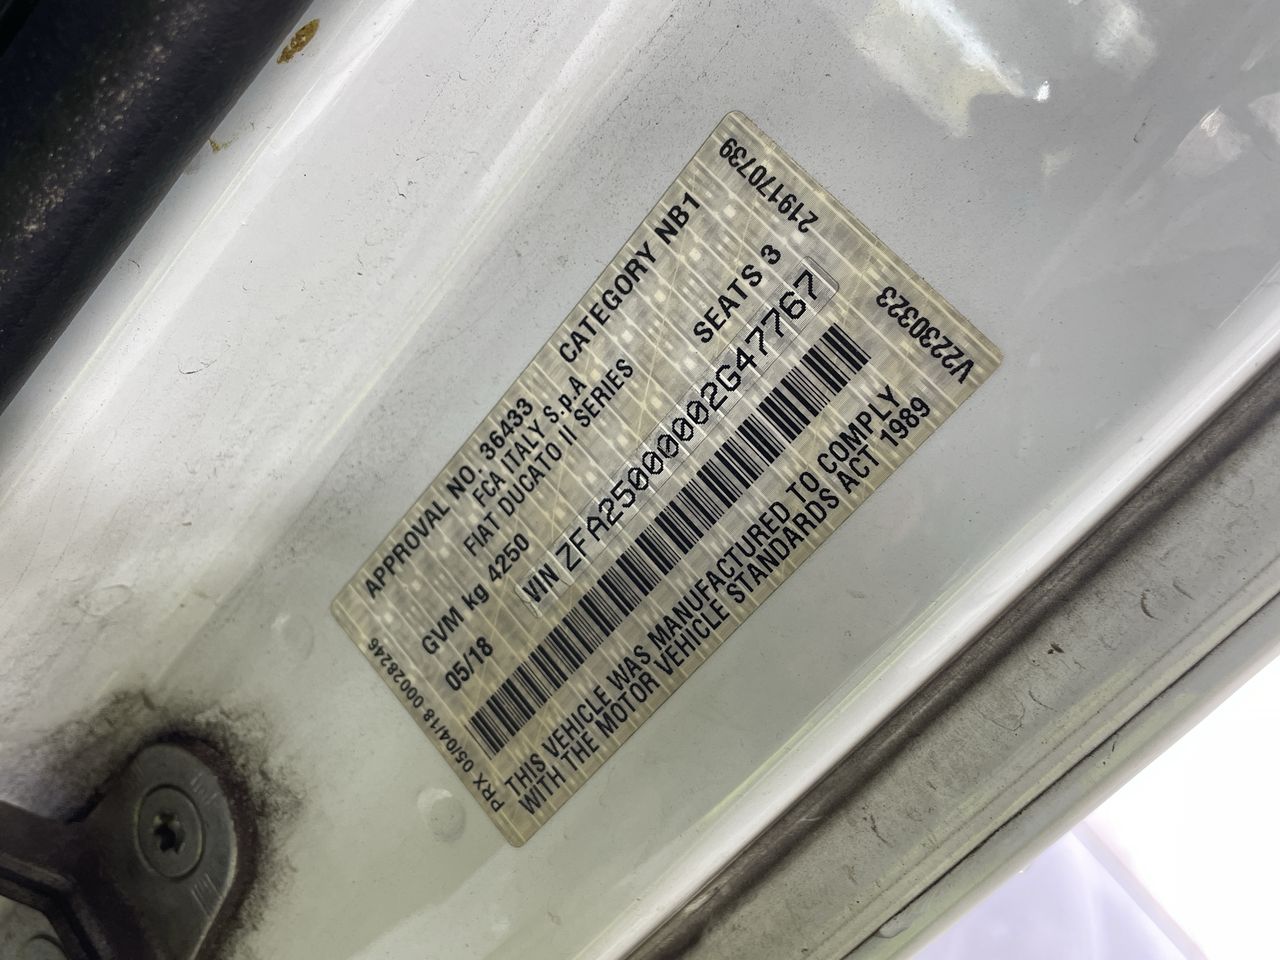 APPROVAL NO. 36433 CATEGORY NB1
FCA ITALY S.p.A
FIAT DUCATO II SERIES
GVM kg 4250 SEATS 3
05/18 VIN ZFA25000002G47767
THIS VEHICLE WAS MANUFACTURED TO COMPLY
WITH THE MOTOR VEHICLE STANDARDS ACT 1989
PRX 05/04/18 00028246
219170739
V2230323